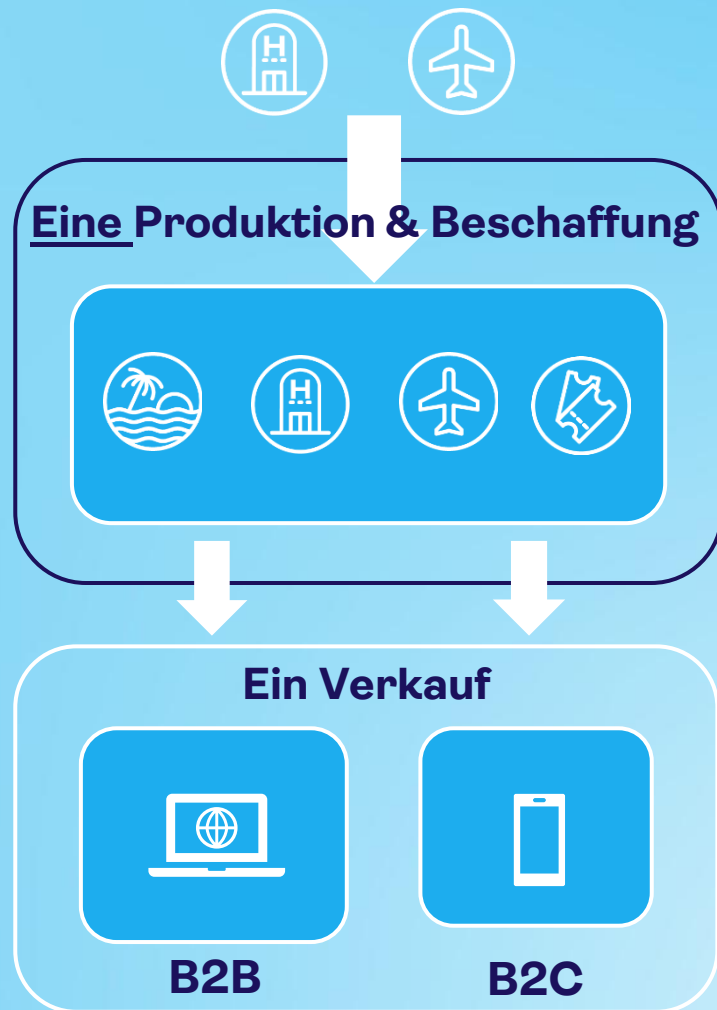 H
Eine Produktion & Beschaffung
H
Ein Verkauf
B2B
B2C